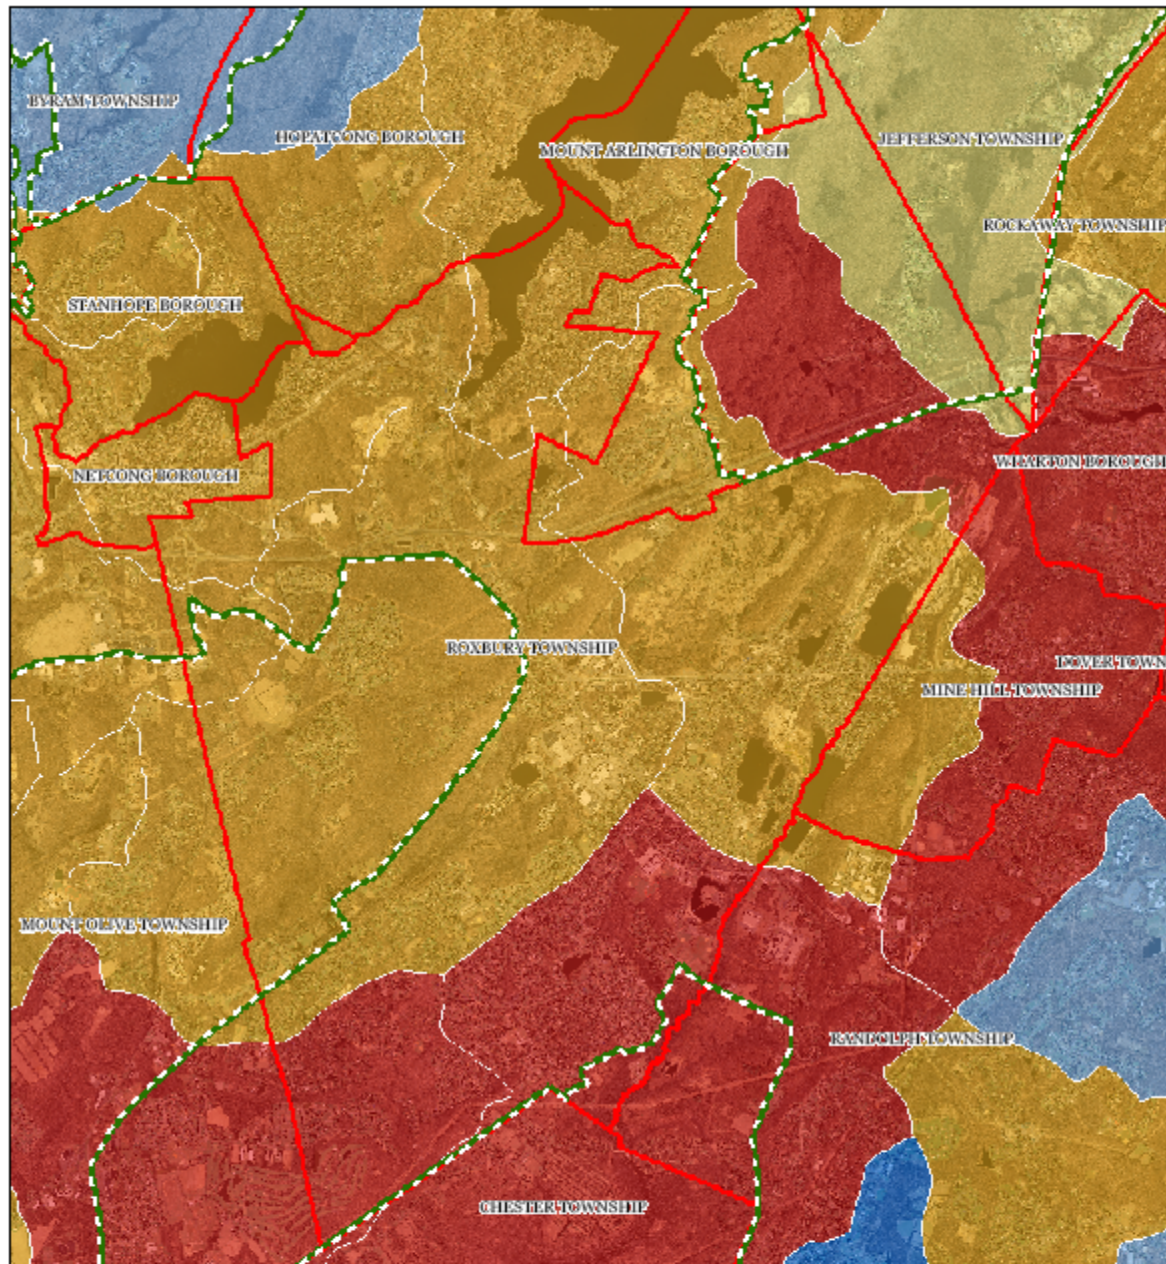 BYRAM TOWNSHIP
HOPATCONG BOROUGH
JEFFERSON TOWNSHIP
MOUNT ARLINGTON BOROUGH
ROCKAWAY TOWNSHIP
STANHOPE BOROUGH
WHARTON BOROUGH
NETCONG BOROUGH
ROXBURY TOWNSHIP
DOVER TOWN
MINE HILL TOWNSHIP
MOUNT OLIVE TOWNSHIP
RANDOLPH TOWNSHIP
CHESTER TOWNSHIP